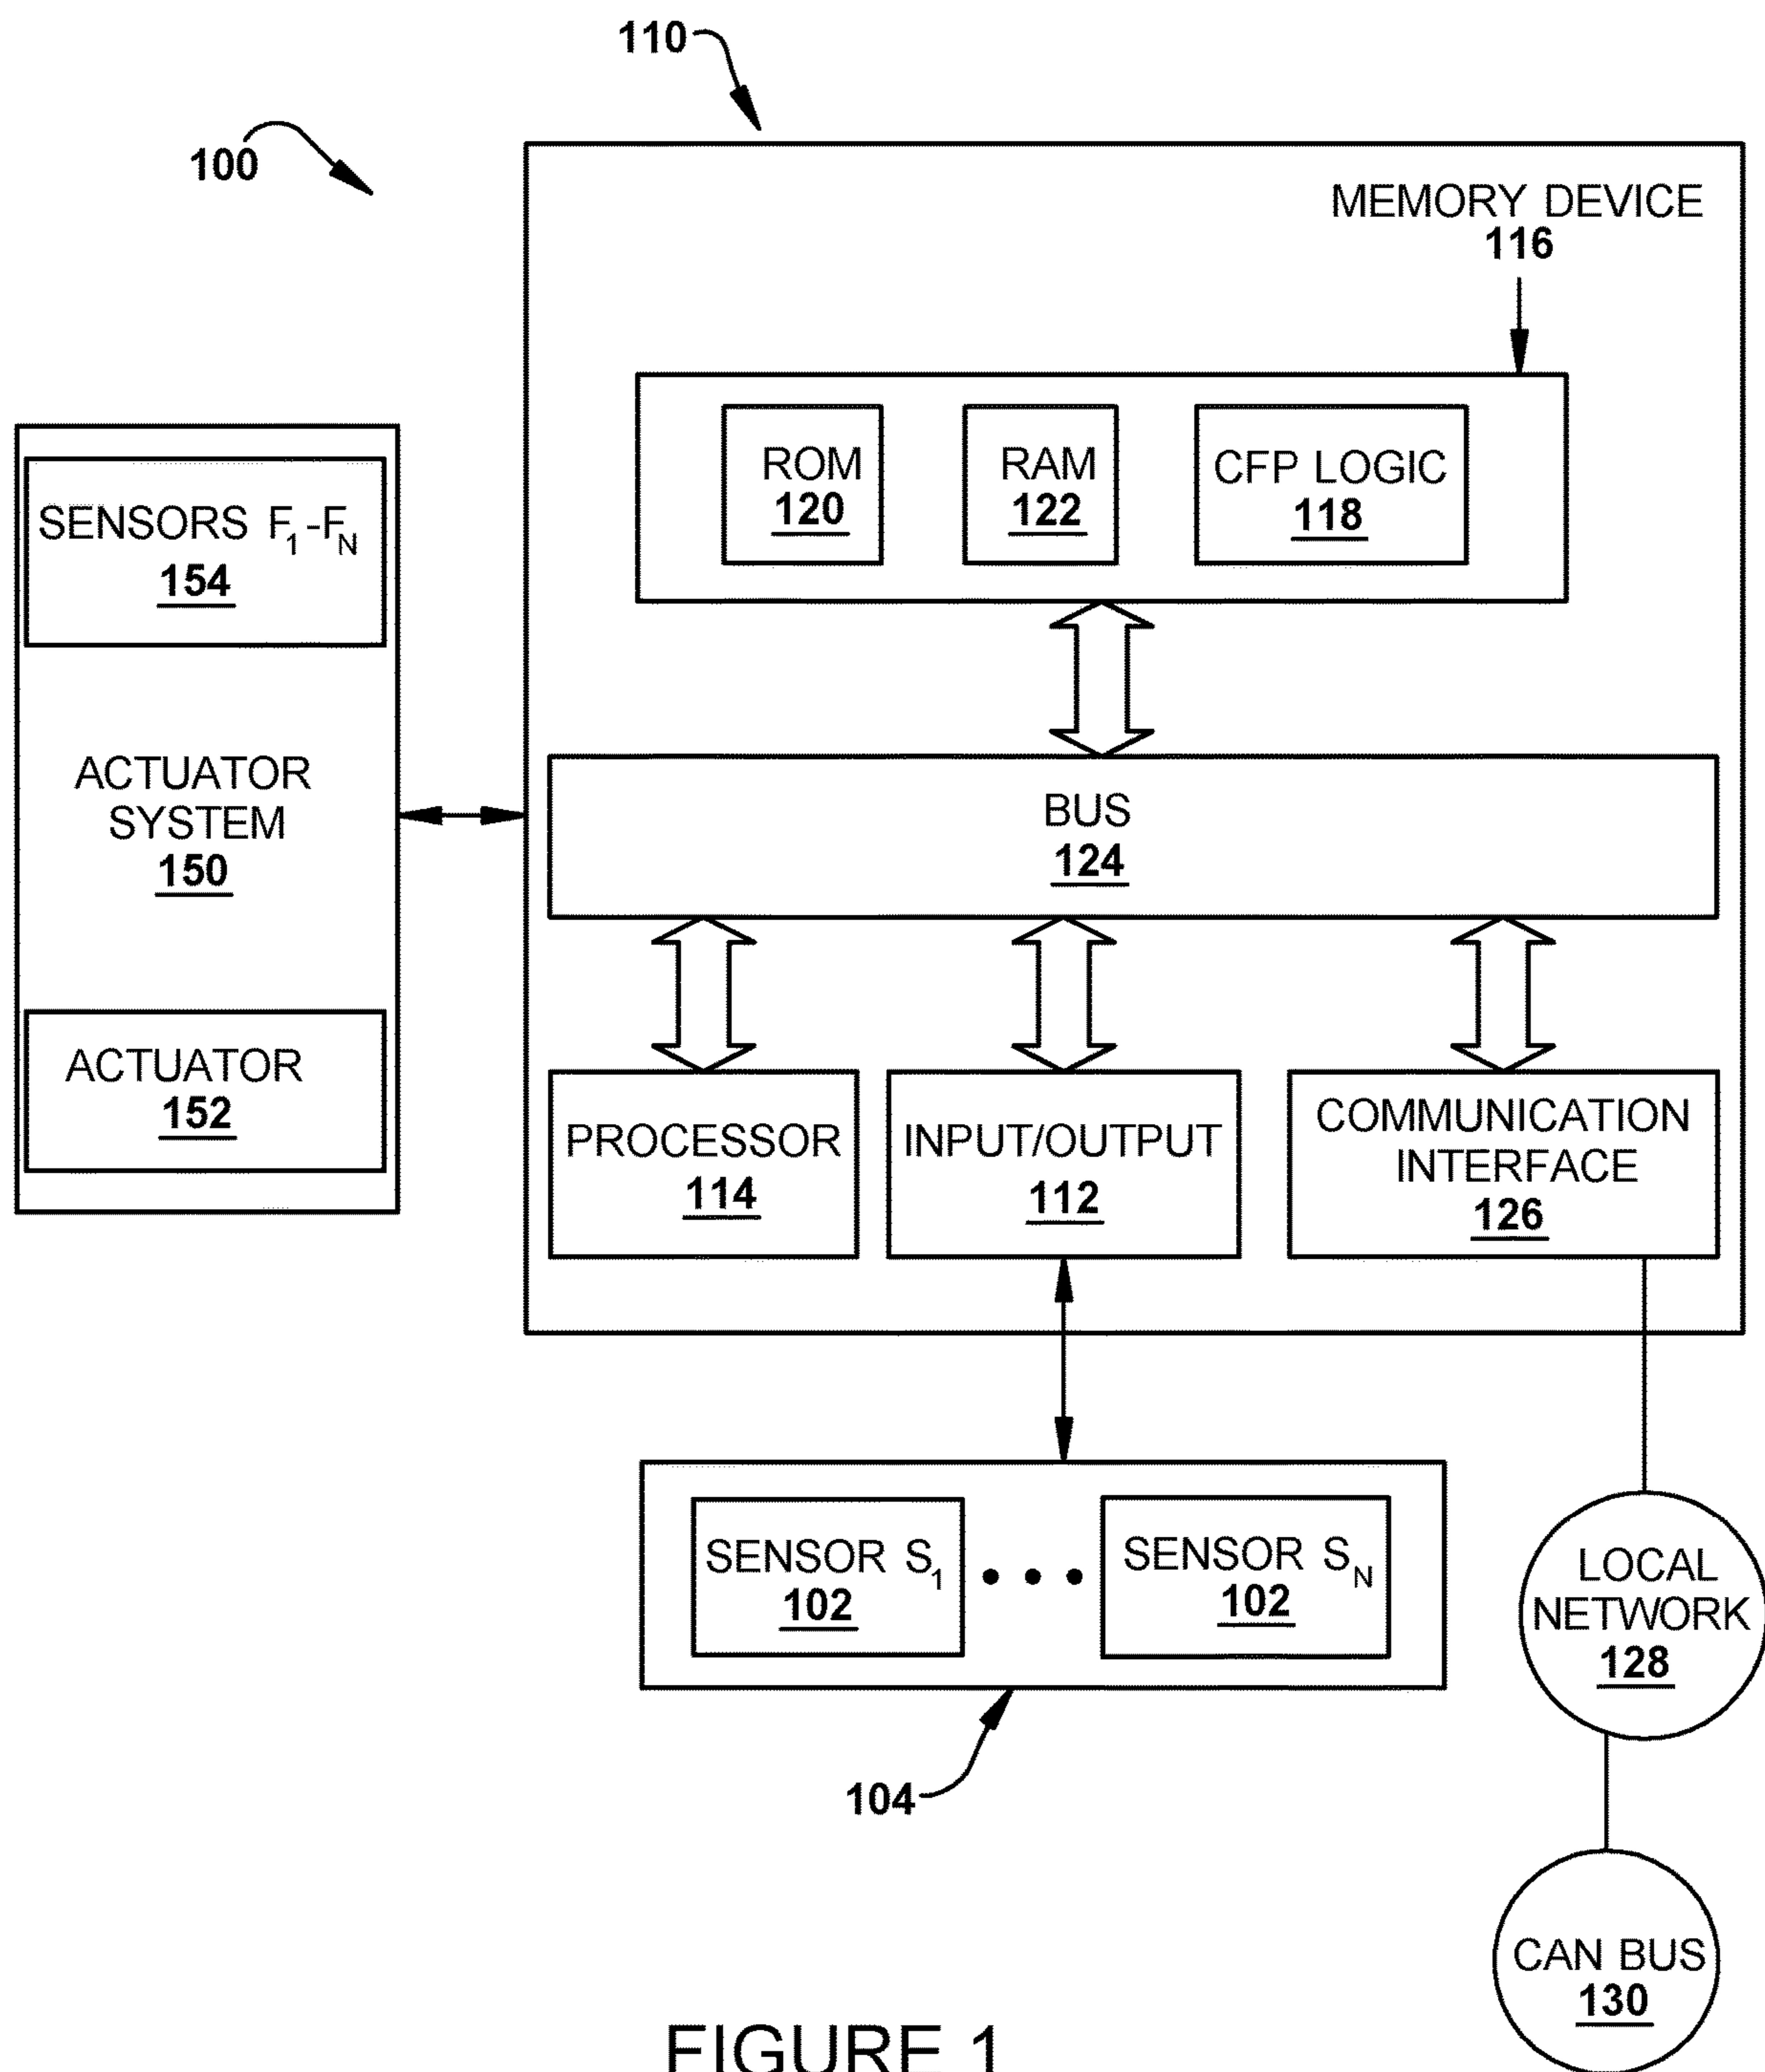 110
100
MEMORY DEVICE
116
ROM
120
RAM
122
CFP LOGIC
118
SENSORS F1-FN
154
ACTUATOR
SYSTEM
150
ACTUATOR
152
BUS
124
PROCESSOR
114
INPUT/OUTPUT
112
COMMUNICATION
INTERFACE
126
SENSOR S1
102
SENSOR SN
102
104
LOCAL
NETWORK
128
CAN BUS
130
FIGURE 1